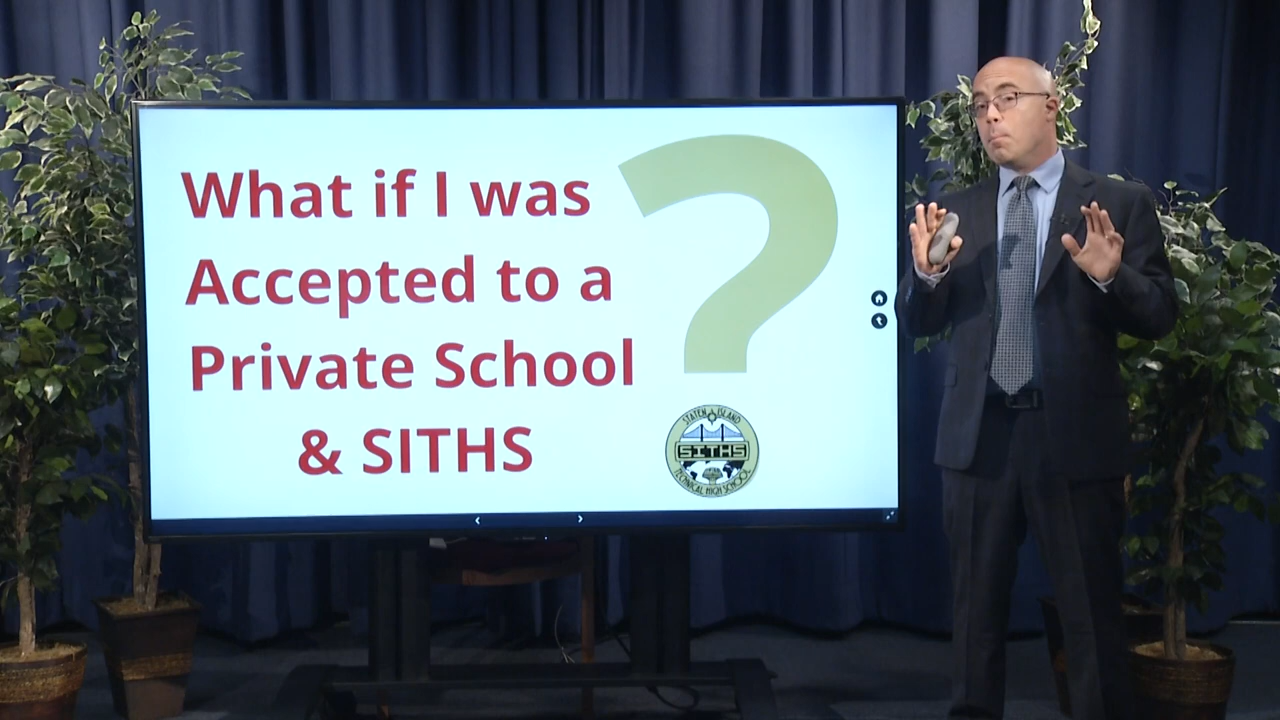 What if I was
Accepted to a
Private School
& SITHS
?
STATEN ISLAND
SITHS
TECHNICAL HIGH SCHOOL